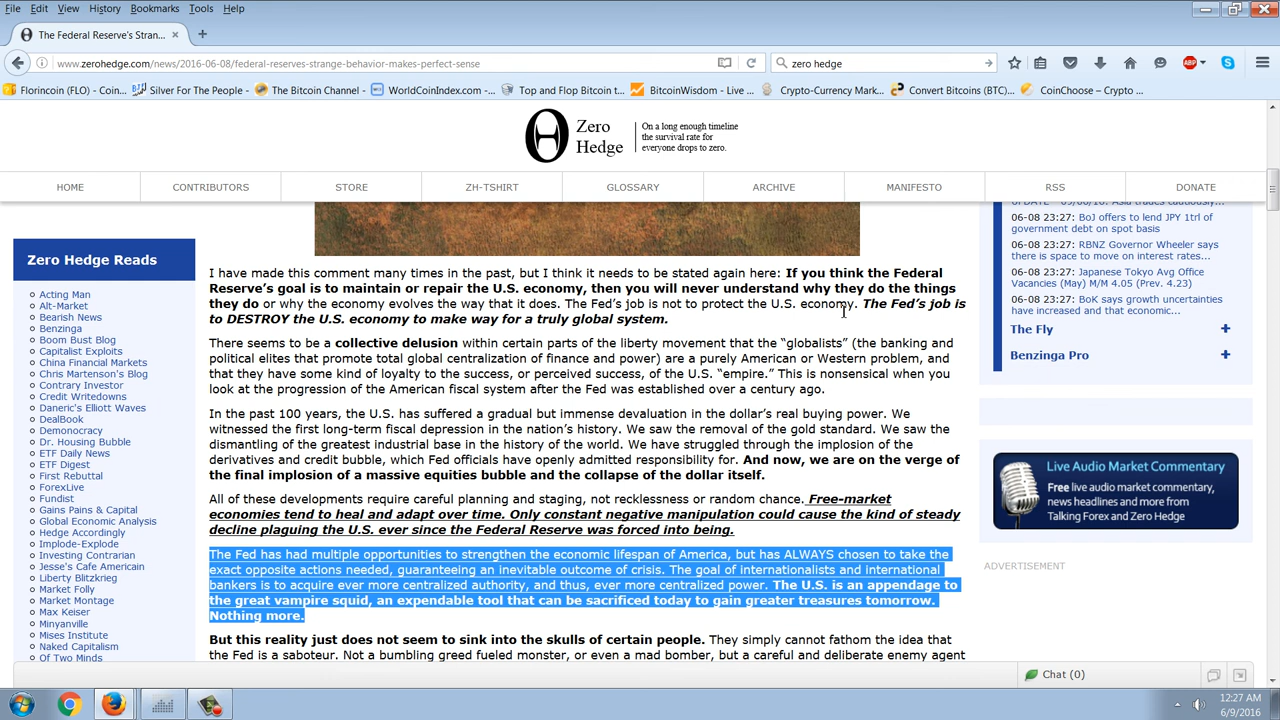 File Edit View History Bookmarks Tools Help
The Federal Reserve's Stran...
www.zerohedge.com/news/2016-06-08/federal-reserves-strange-behavior-makes-perfect-sense
zero hedge
ABP
Florincoin (FLO) - Coin... Silver For The People - ... The Bitcoin Channel - ... WorldCoinIndex.com -... Top and Flop Bitcoin t... BitcoinWisdom - Live ... Crypto-Currency Mark... Convert Bitcoins (BTC)... CoinChoose – Crypto ...
Zero
Hedge
On a long enough timeline
the survival rate for
everyone drops to zero.
HOME CONTRIBUTORS STORE ZH-TSHIRT GLOSSARY ARCHIVE MANIFESTO RSS DONATE
Zero Hedge Reads
Acting Man
Alt-Market
Bearish News
Benzinga
Boom Bust Blog
Capitalist Exploits
China Financial Markets
Chris Martenson's Blog
Contrary Investor
Credit Writedowns
Daneric's Elliott Waves
DealBook
Demonocracy
Dr. Housing Bubble
ETF Daily News
ETF Digest
First Rebuttal
ForexLive
Fundist
Gains Pains & Capital
Global Economic Analysis
Hedge Accordingly
Implode-Explode
Investing Contrarian
Jesse's Cafe Americain
Liberty Blitzkrieg
Market Folly
Market Montage
Max Keiser
Minyanville
Mises Institute
Naked Capitalism
Of Two Minds
I have made this comment many times in the past, but I think it needs to be stated again here: If you think the Federal
Reserve's goal is to maintain or repair the U.S. economy, then you will never understand why they do the things
they do or why the economy evolves the way that it does. The Fed's job is not to protect the U.S. economy. The Fed's job is
to DESTROY the U.S. economy to make way for a truly global system.
There seems to be a collective delusion within certain parts of the liberty movement that the “globalists” (the banking and
political elites that promote total global centralization of finance and power) are a purely American or Western problem, and
that they have some kind of loyalty to the success, or perceived success, of the U.S. “empire.” This is nonsensical when you
look at the progression of the American fiscal system after the Fed was established over a century ago.
In the past 100 years, the U.S. has suffered a gradual but immense devaluation in the dollar's real buying power. We
witnessed the first long-term fiscal depression in the nation's history. We saw the removal of the gold standard. We saw the
dismantling of the greatest industrial base in the history of the world. We have struggled through the implosion of the
derivatives and credit bubble, which Fed officials have openly admitted responsibility for. And now, we are on the verge of
the final implosion of a massive equities bubble and the collapse of the dollar itself.
All of these developments require careful planning and staging, not recklessness or random chance. Free-market
economies tend to heal and adapt over time. Only constant negative manipulation could cause the kind of steady
decline plaguing the U.S. ever since the Federal Reserve was forced into being.
The Fed has had multiple opportunities to strengthen the economic lifespan of America, but has ALWAYS chosen to take the
exact opposite actions needed, guaranteeing an inevitable outcome of crisis. The goal of internationalists and international
bankers is to acquire ever more centralized authority, and thus, ever more centralized power. The U.S. is an appendage to
the great vampire squid, an expendable tool that can be sacrificed today to gain greater treasures tomorrow.
Nothing more.
But this reality just does not seem to sink into the skulls of certain people. They simply cannot fathom the idea that
the Fed is a saboteur. Not a bumbling greed fueled monster, or even a mad bomber, but a careful and deliberate enemy agent
UPDATE - 09/06/16: Asia trades cautiously...
06-08 23:27: BoJ offers to lend JPY 1trl of
government debt on spot basis
06-08 23:27: RBNZ Governor Wheeler says
there is space to move on interest rates...
06-08 23:27: Japanese Tokyo Avg Office
Vacancies (May) M/M 4.05 (Prev. 4.23)
06-08 23:27: BoK says growth uncertainties
have increased and that economic...
The Fly +
Benzinga Pro +
Live Audio Market Commentary
Free live audio market commentary,
news headlines and more from
Talking Forex and Zero Hedge
ADVERTISEMENT
Chat (0)
12:27 AM
6/9/2016